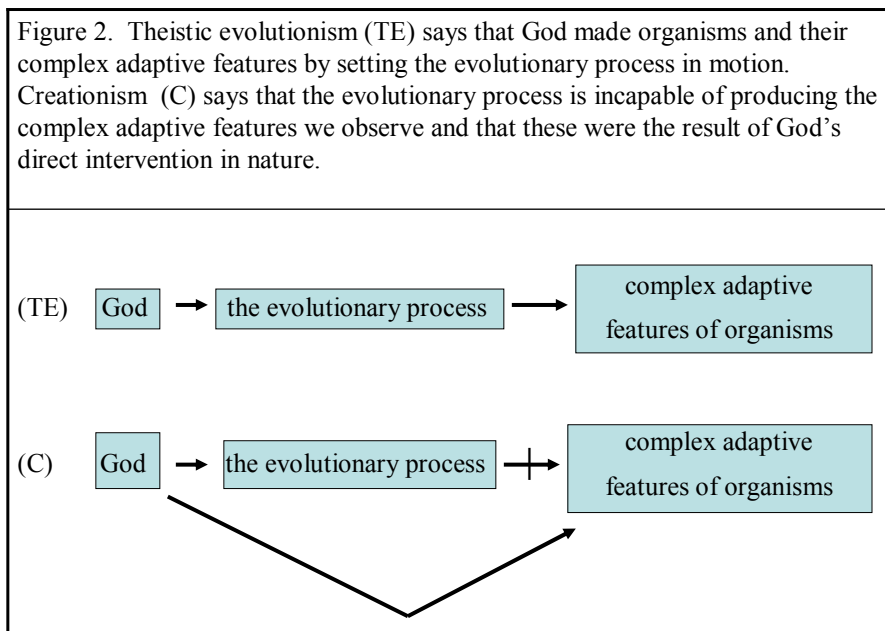 Figure 2.  Theistic evolutionism (TE) says that God made organisms and their
complex adaptive features by setting the evolutionary process in motion.
Creationism  (C) says that the evolutionary process is incapable of producing the
complex adaptive features we observe and that these were the result of God’s
direct intervention in nature.
(TE) God the evolutionary process complex adaptive
features of organisms
(C) God the evolutionary process complex adaptive
features of organisms